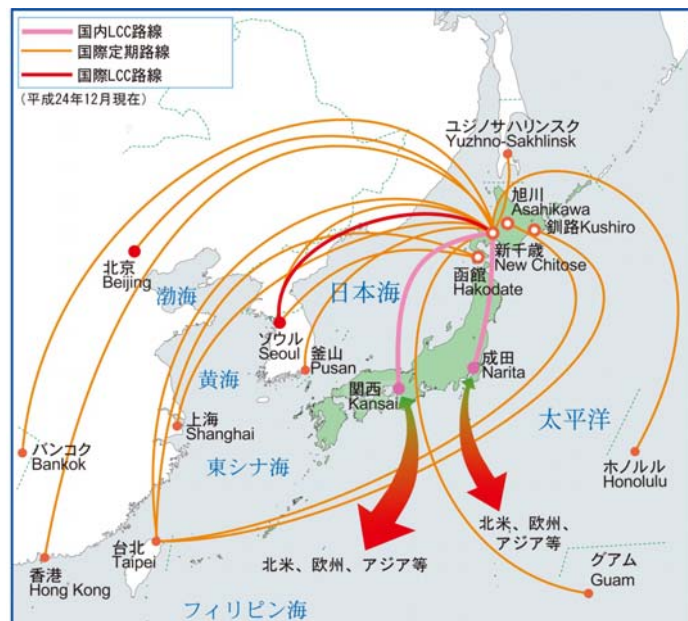 国内LCC路線
国際定期路線
国際LCC路線
(平成24年12月現在)
ユジノサハリンスク
Yuzhno-Sakhlinsk
旭川
Asahikawa
釧路Kushiro
新千歳
New Chitose
函館
Hakodate
北京
Beijing
渤海
日本海
ソウル
Seoul
釜山
Pusan
黄海
関西
Kansai
成田
Narita
上海
Shanghai
太平洋
バンコク
Bankok
東シナ海
ホノルル
Honolulu
北米、欧州、
アジア等
北米、欧州、アジア等
台北
Taipei
香港
Hong Kong
グアム
Guam
フィリピン海